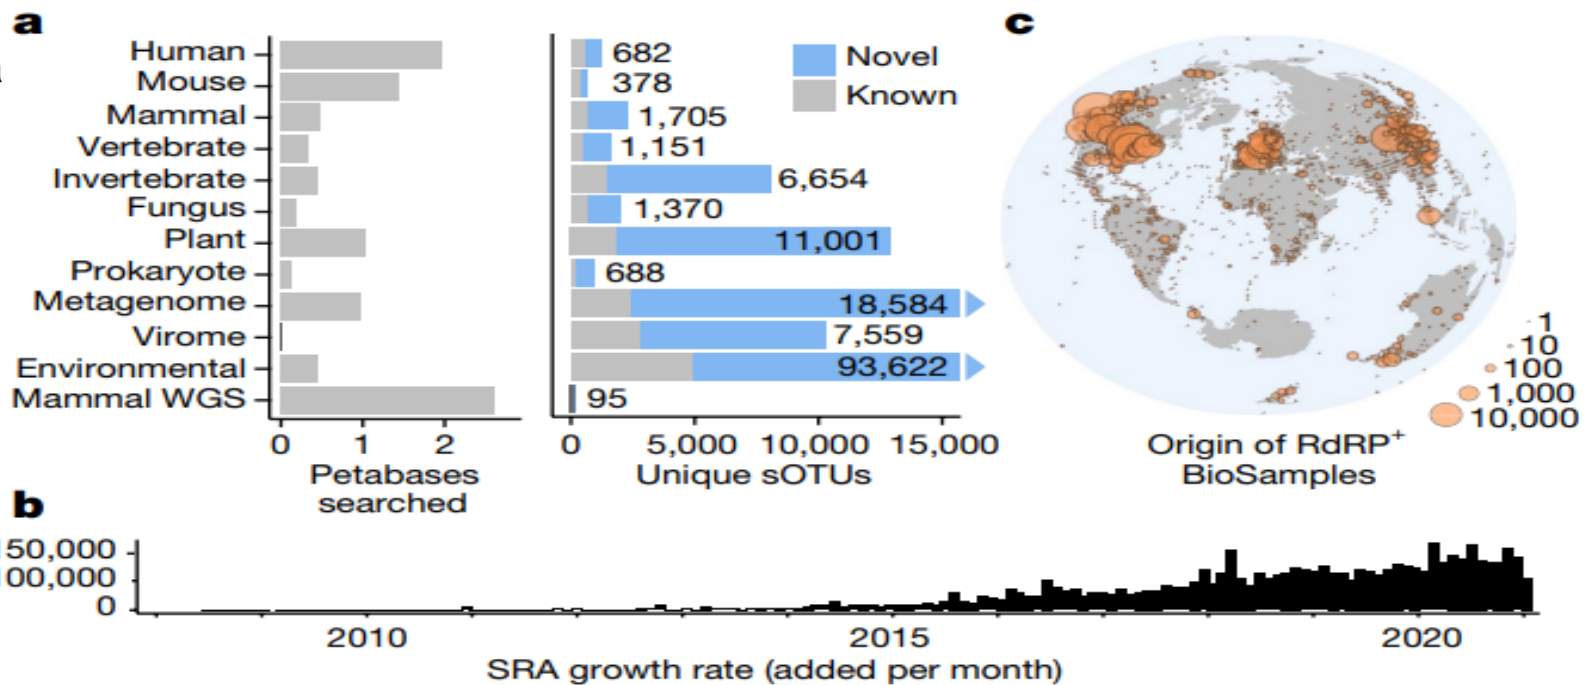 a
Human
Mouse
Mammal
Vertebrate
Invertebrate
Fungus
Plant
Prokaryote
Metagenome
Virome
Environmental
Mammal WGS
0 1 2
Petabases
searched
682
378
1,705
1,151
6,654
1,370
11,001
688
18,584
7,559
93,622
95
Novel
Known
0 5,000 10,000 15,000
Unique sOTUs
c
1
10
100
1,000
10,000
Origin of RdRP+
BioSamples
b
50,000
00,000
0
2010 2015 2020
SRA growth rate (added per month)